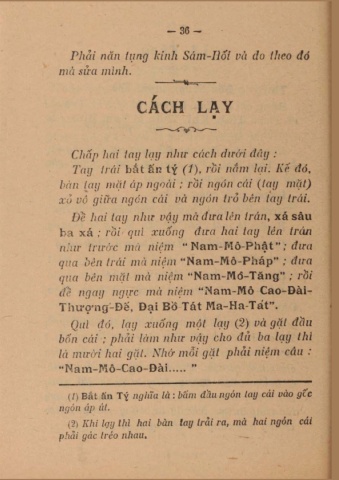 — 36 —
Phải năn tụng kinh Sám-Hối và do theo đó
mà sửa mình.
CÁCH LẠY
Chấp hai tay lạy như cách dưới đây :
Tay trái bắt ấn tý (1), rồi nắm lại. Kế đó,
bàn tay mặt áp ngoài ; rồi ngón cái (tay mặt)
xỏ vô giữa ngón cái và ngón trỏ bên tay trái.
Để hai tay như vậy mà đưa lên trán, xá sâu
ba xá ; rồi quì xuống đưa hai tay lên trán
như trước mà niệm "Nam-Mô-Phật" ; đưa
qua bên trái mà niệm "Nam-Mô-Pháp" ; đưa
qua bên mặt mà niệm "Nam-Mô-Tăng" ; rồi
để ngay ngực mà niệm "Nam-Mô Cao-Đài-
Thượng-Đế, Đại Bồ Tát Ma-Ha-Tát".
Quì đó, lạy xuống một lạy (2) và gật đầu
bốn cái ; phải làm như vậy cho đủ ba lạy thì
là mười hai gật. Nhớ mỗi gật phải niệm câu :
"Nam-Mô-Cao-Đài..... "
(1) Bắt ấn Tý nghĩa là : bấm đầu ngón tay cái vào gốc
ngón áp út.
(2) Khi lạy thì hai bàn tay trải ra, mà hai ngón cái
phải gác tréo nhau.